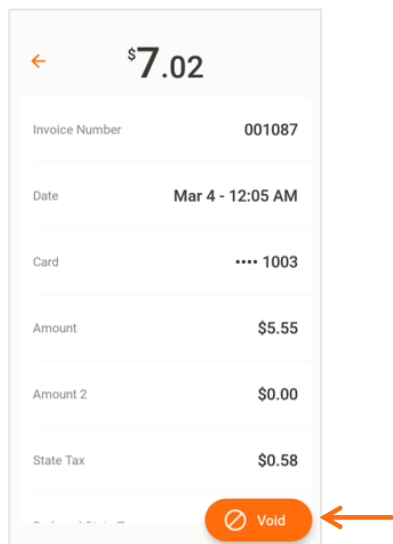 $7.02
Invoice Number 001087
Date Mar 4 - 12:05 AM
Card •••• 1003
Amount $5.55
Amount 2 $0.00
State Tax $0.58
Void